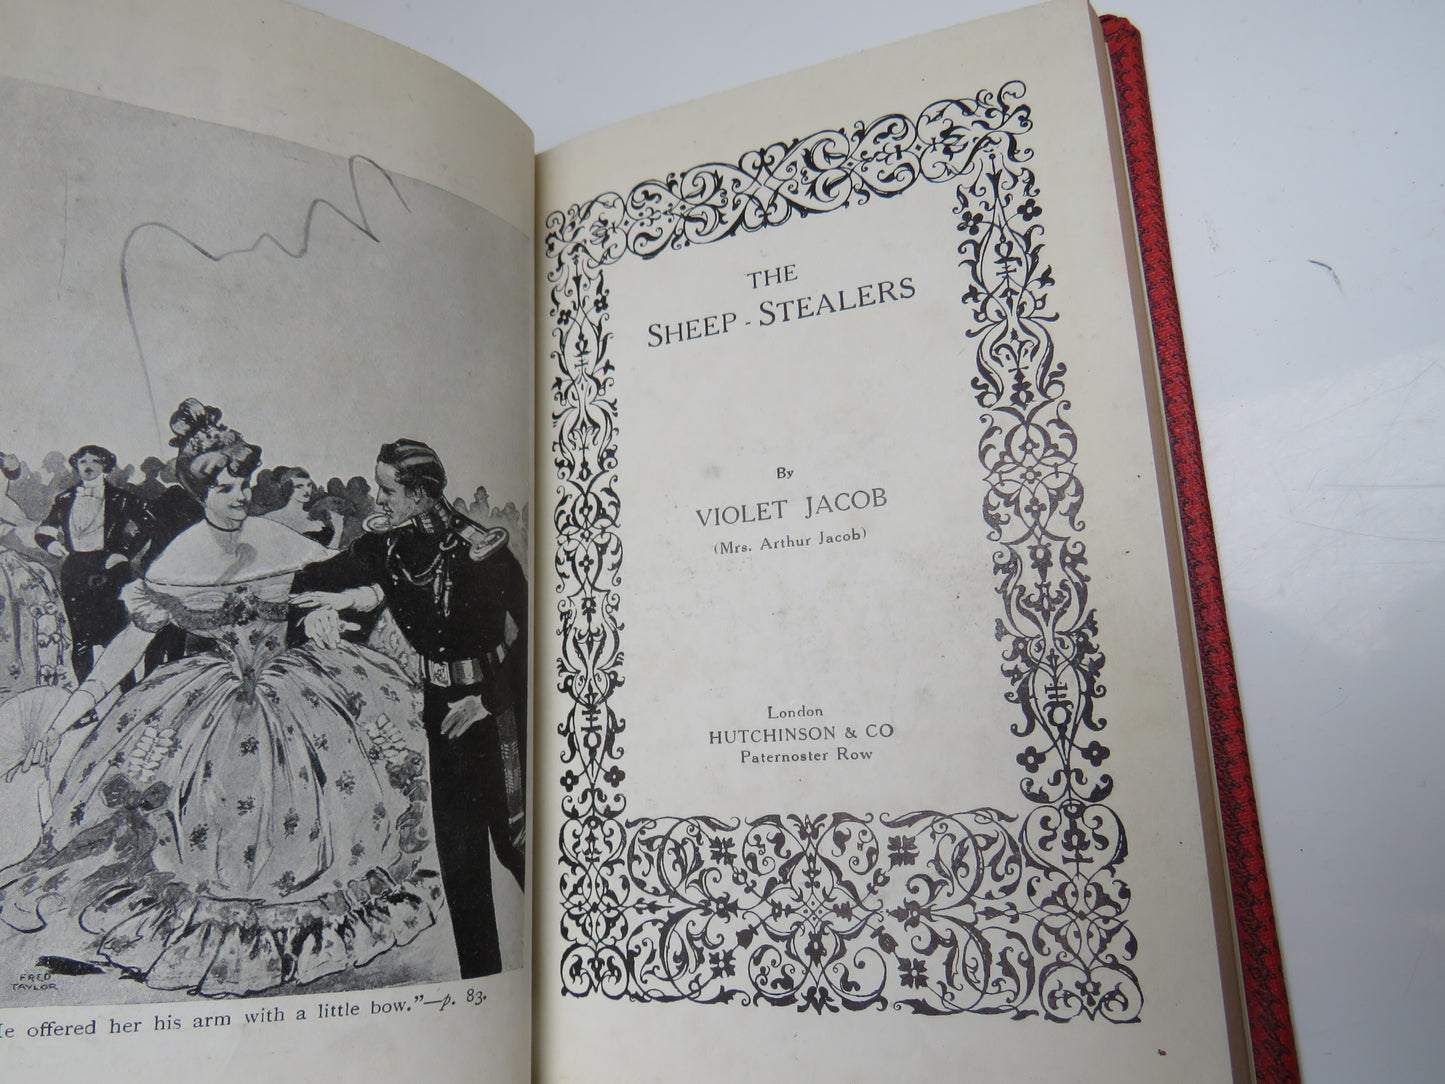 FRED
TAYLOR
offered her his arm with a little bow."—p. 83.
THE
SHEEP-STEALERS
By
VIOLET JACOB
(Mrs. Arthur Jacob)
London
HUTCHINSON & CO
Paternoster Row